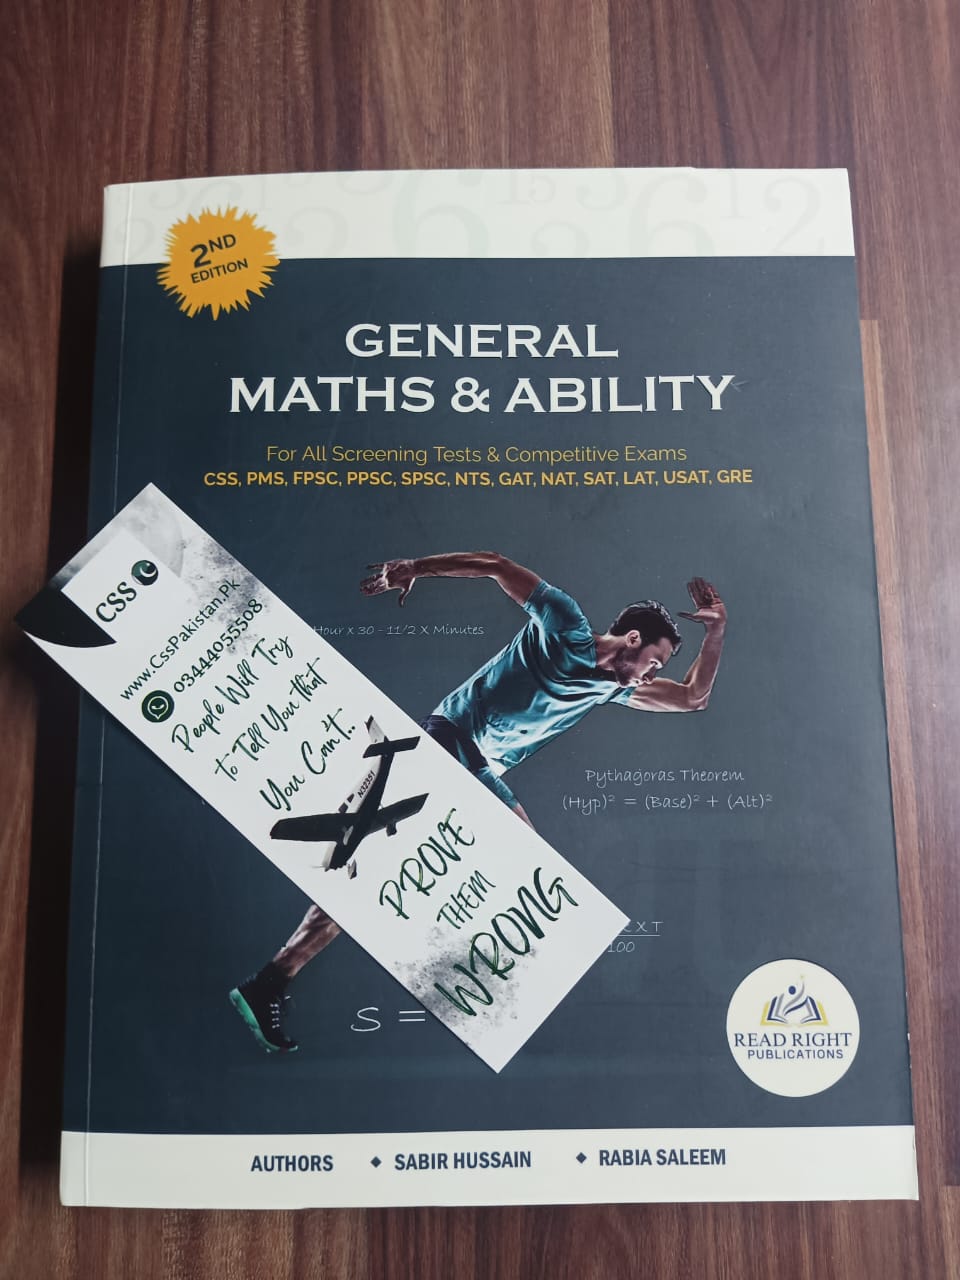 2ND
EDITION
GENERAL
MATHS & ABILITY
For All Screening Tests & Competitive Exams
CSS, PMS, FPSC, PPSC, SPSC, NTS, GAT, NAT, SAT, LAT, USAT, GRE
Hour x 30 - 11/2 X Minutes
Pythagoras Theorem
(Hyp)² = (Base)² + (Alt)²
X T
100
S =
CSS
www.CssPakistan.Pk
03444055508
People Will Try
to Tell You that
You Can't..
N32351
PROVE
THEM
WRONG
READ RIGHT
PUBLICATIONS
AUTHORS ◆ SABIR HUSSAIN ◆ RABIA SALEEM